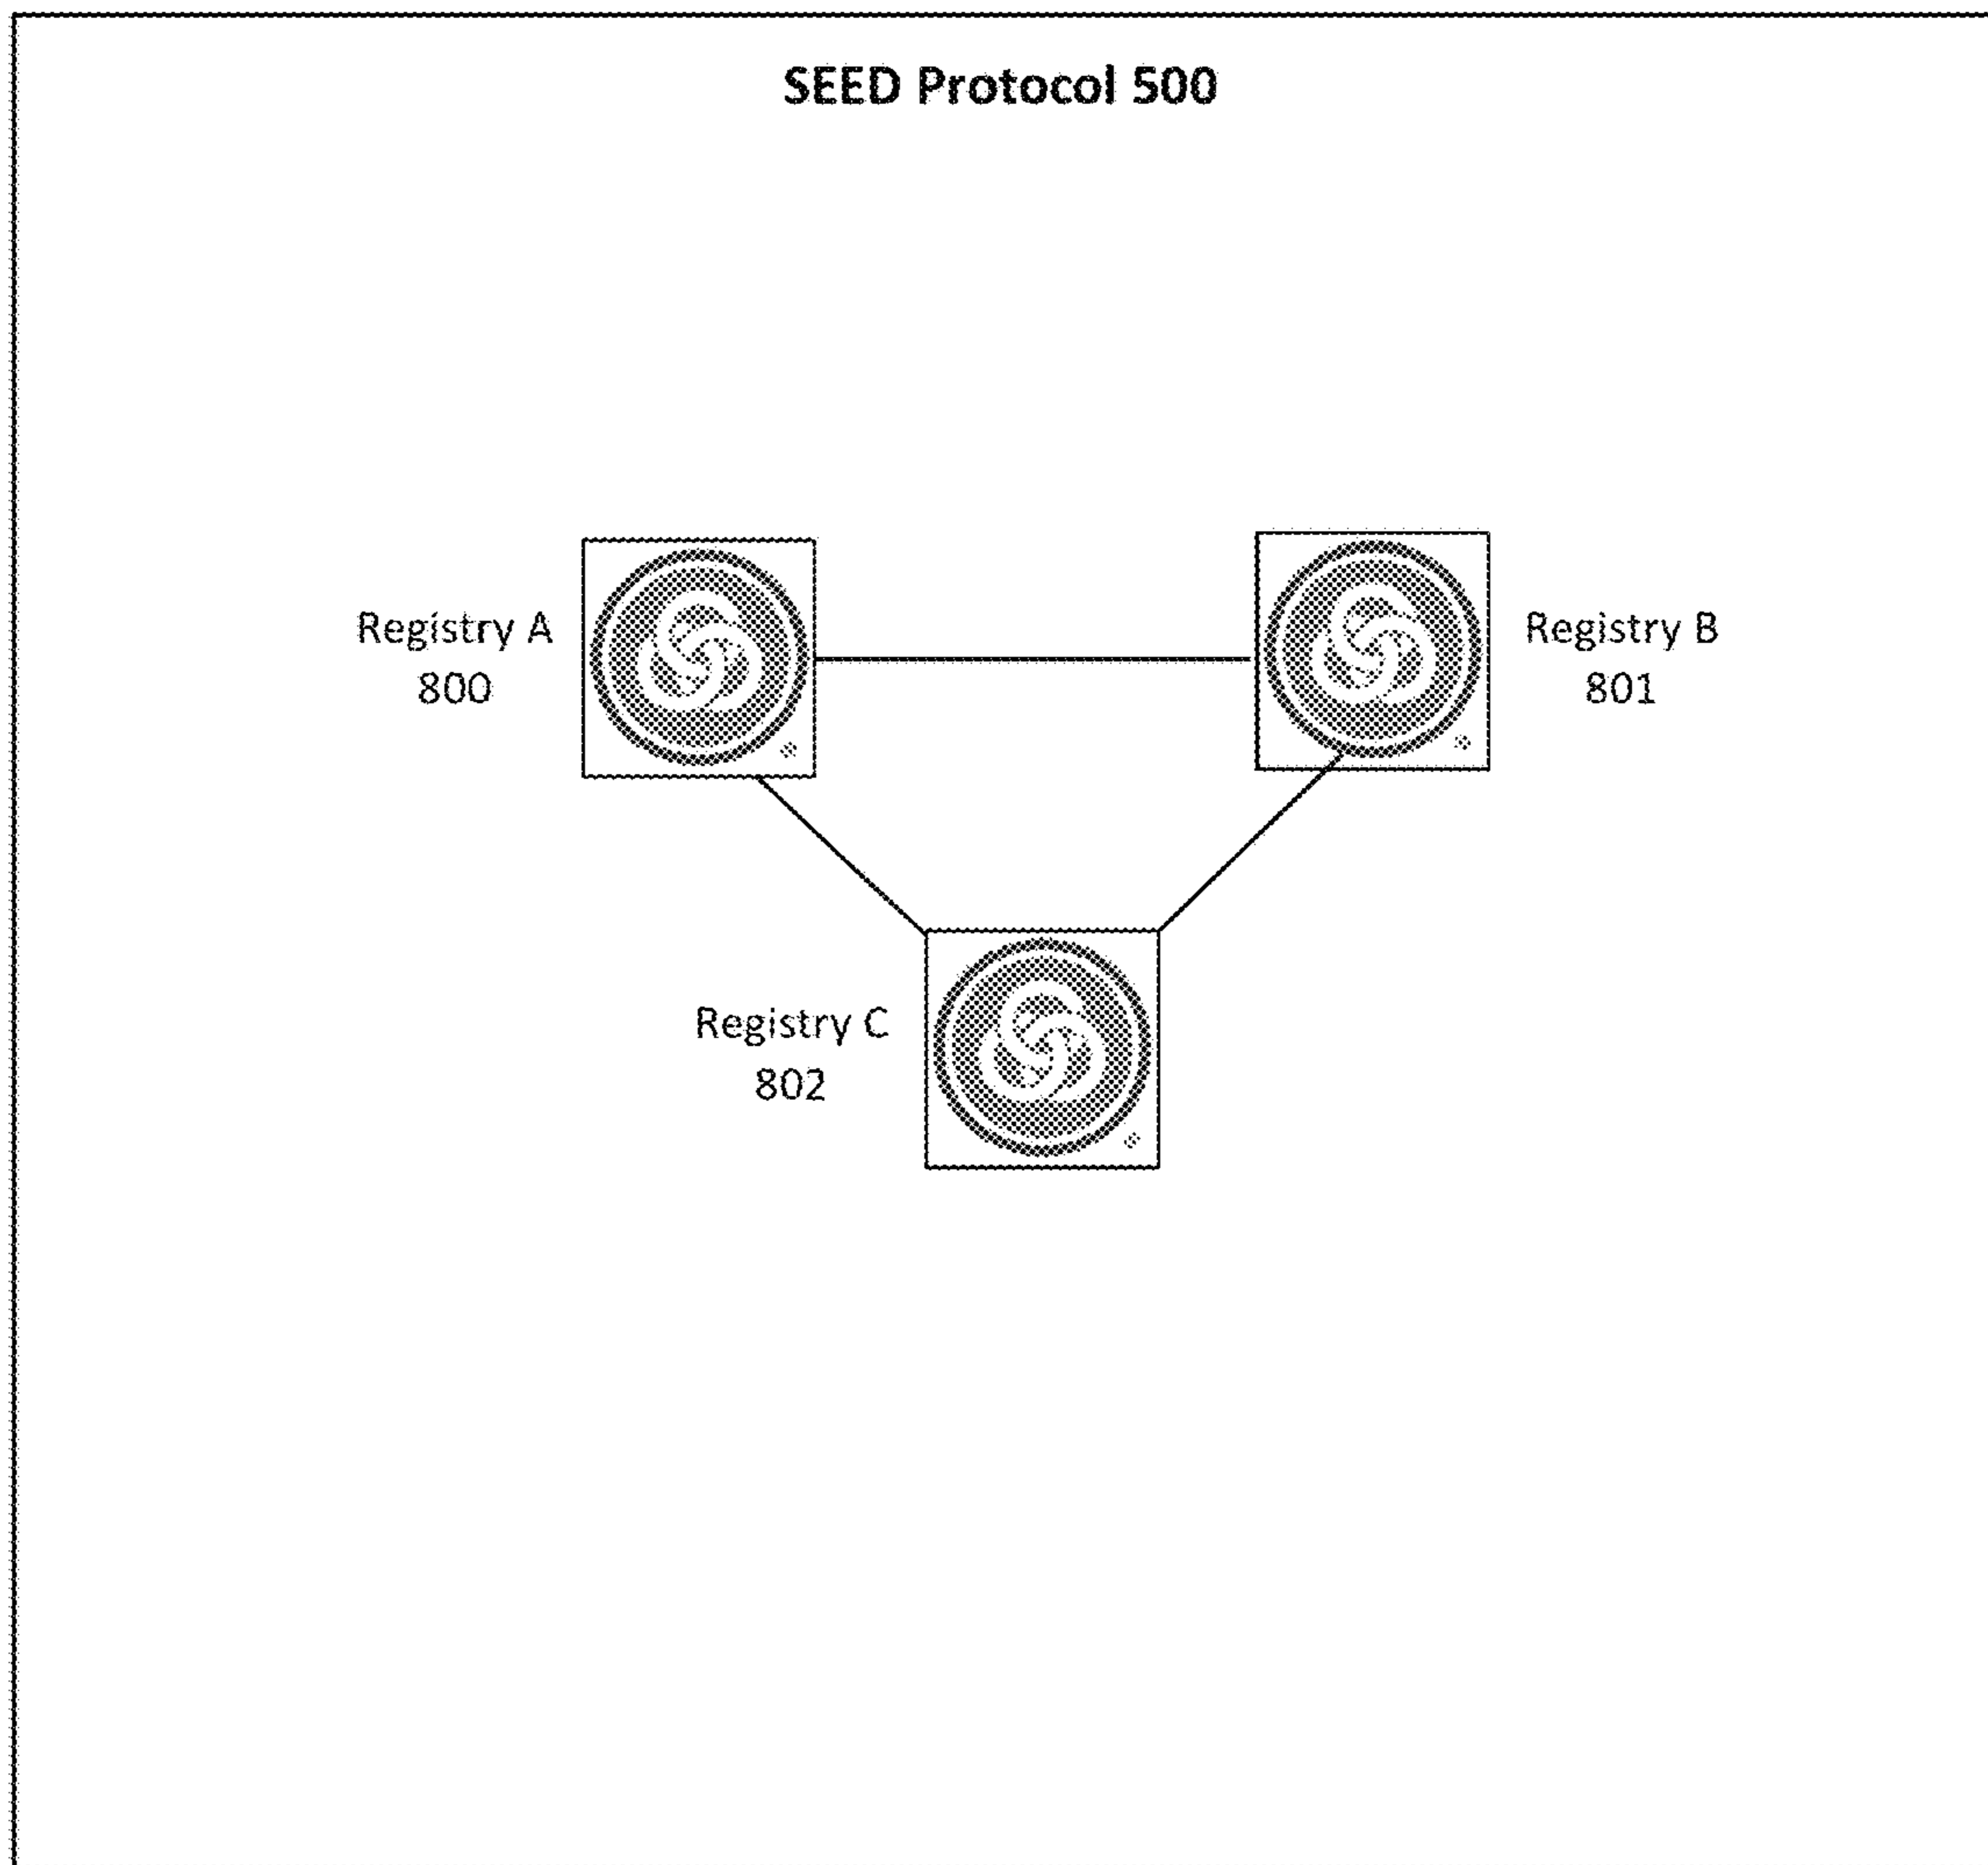 SEED Protocol 500
Registry A
800
Registry B
801
Registry C
802